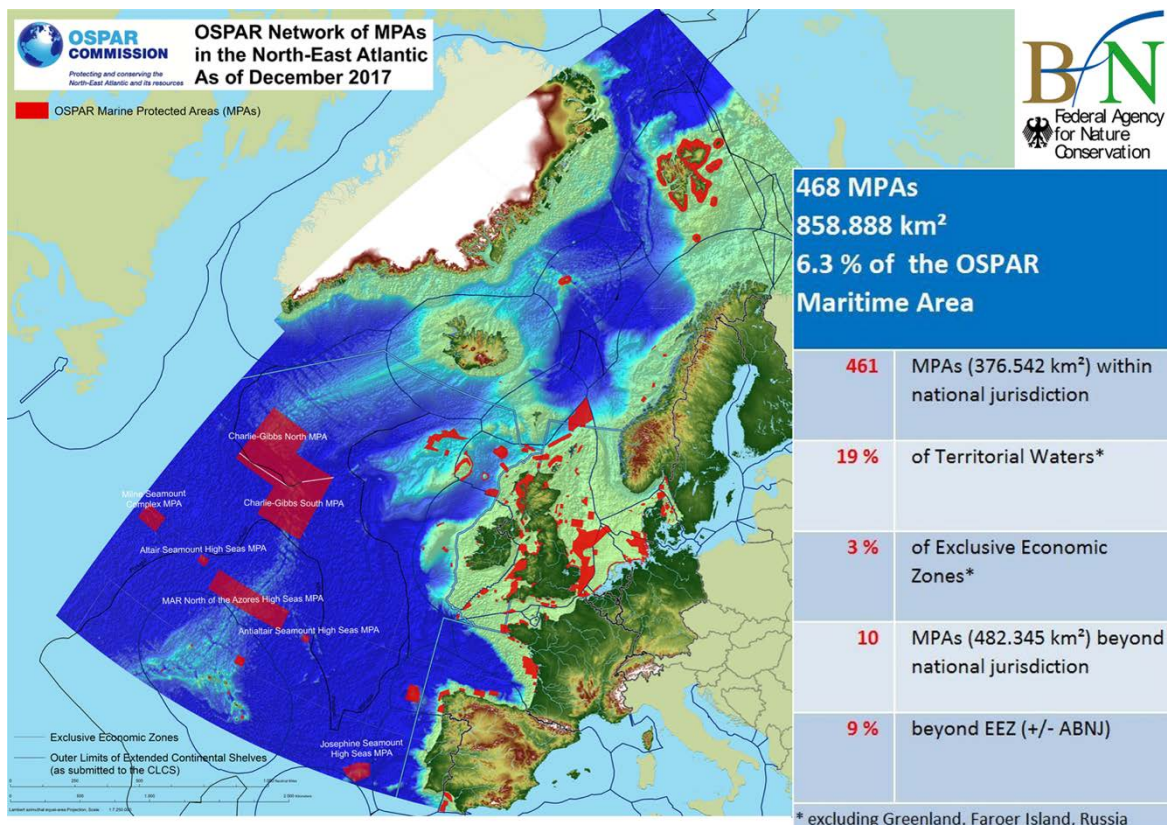 OSPAR
COMMISSION
Protecting and conserving the
North-East Atlantic and its resources
OSPAR Network of MPAs
in the North-East Atlantic
As of December 2017
OSPAR Marine Protected Areas (MPAs)
BfN
Federal Agency
for Nature
Conservation
468 MPAs
858.888 km²
6.3 % of the OSPAR
Maritime Area
461 MPAs (376.542 km²) within
national jurisdiction
19 % of Territorial Waters*
3 % of Exclusive Economic
Zones*
10 MPAs (482.345 km²) beyond
national jurisdiction
9 % beyond EEZ (+/- ABNJ)
* excluding Greenland, Faroer Island, Russia
Charlie-Gibbs North MPA
Milne Seamount
Complex MPA
Charlie-Gibbs South MPA
Altair Seamount High Seas MPA
MAR North of the Azores High Seas MPA
Antialtair Seamount High Seas MPA
Josephine Seamount
High Seas MPA
Exclusive Economic Zones
Outer Limits of Extended Continental Shelves
(as submitted to the CLCS)